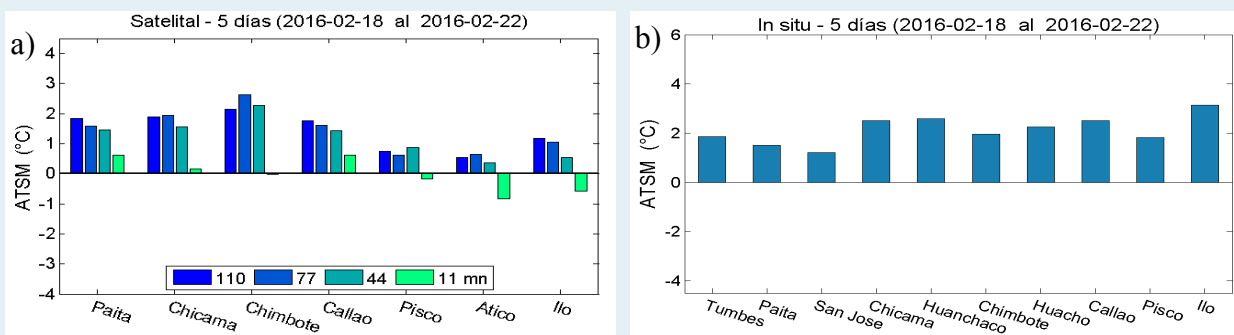 a)
Satelital - 5 días (2016-02-18 al 2016-02-22)
ATSM (°C)
4
3
2
1
0
-1
-2
-3
-4
110 77 44 11 mn
Paita Chicama Chimbote Callao Pisco Atico Ilo
b)
In situ - 5 días (2016-02-18 al 2016-02-22)
ATSM (°C)
6
4
2
0
-2
-4
Tumbes Paita San Jose Chicama Huanchaco Chimbote Huacho Callao Pisco Ilo